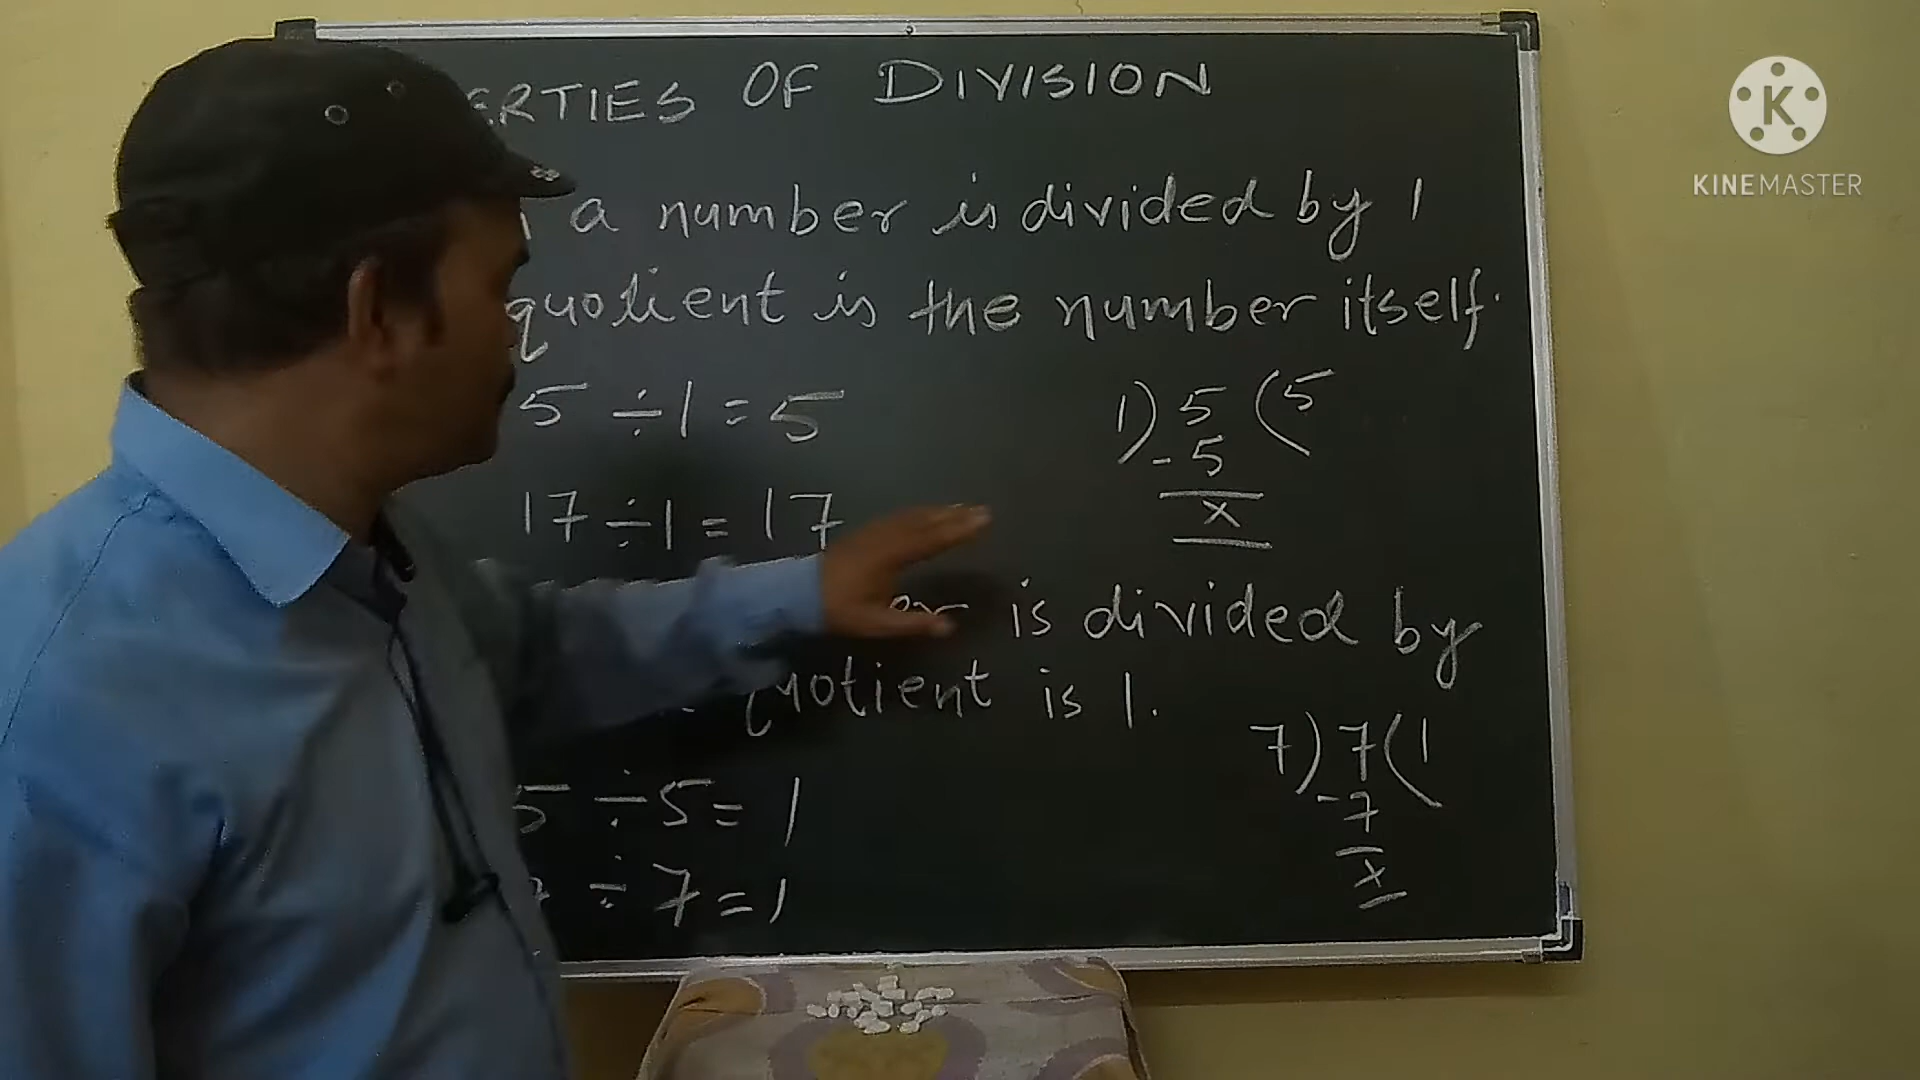 OF DIVISION
a number is divided by 1
quotient is the number itself.
5 ÷ 1 = 5
1) 5 (5
- 5
x
17 ÷ 1 = 17
is divided by
quotient is 1.
7) 7 (1
- 7
x
5 ÷ 5 = 1
÷ 7 = 1
K
KINEMASTER